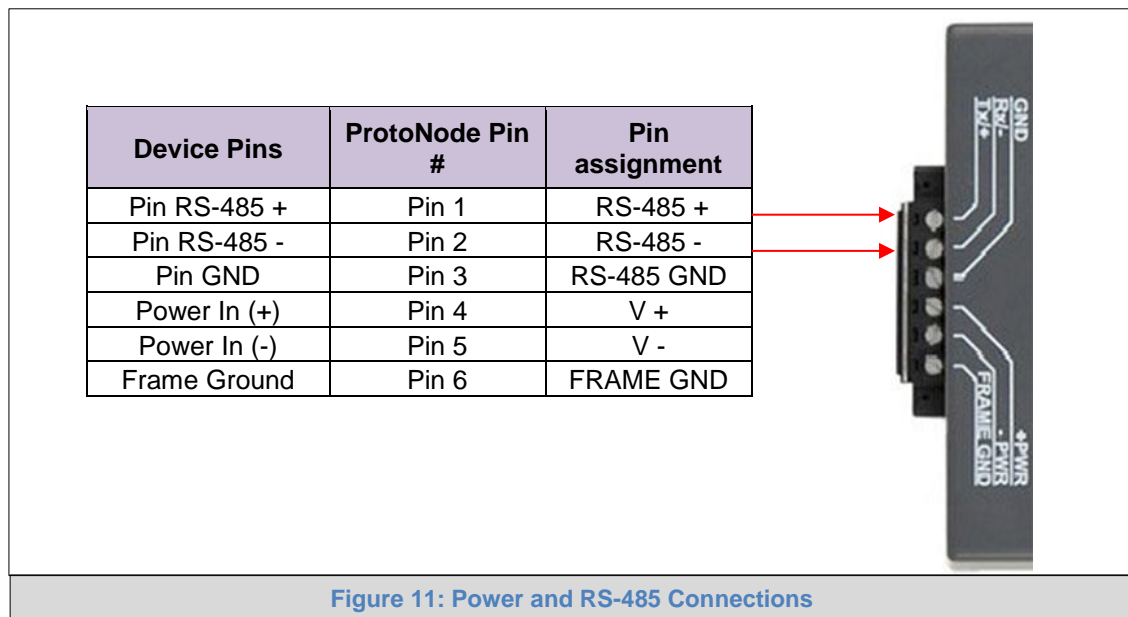 Device Pins ProtoNode Pin # Pin assignment
Pin RS-485 + Pin 1 RS-485 +
Pin RS-485 - Pin 2 RS-485 -
Pin GND Pin 3 RS-485 GND
Power In (+) Pin 4 V +
Power In (-) Pin 5 V -
Frame Ground Pin 6 FRAME GND
GND
Rx/-
Tx/+
+PWR
- PWR
FRAME GND
Figure 11: Power and RS-485 Connections